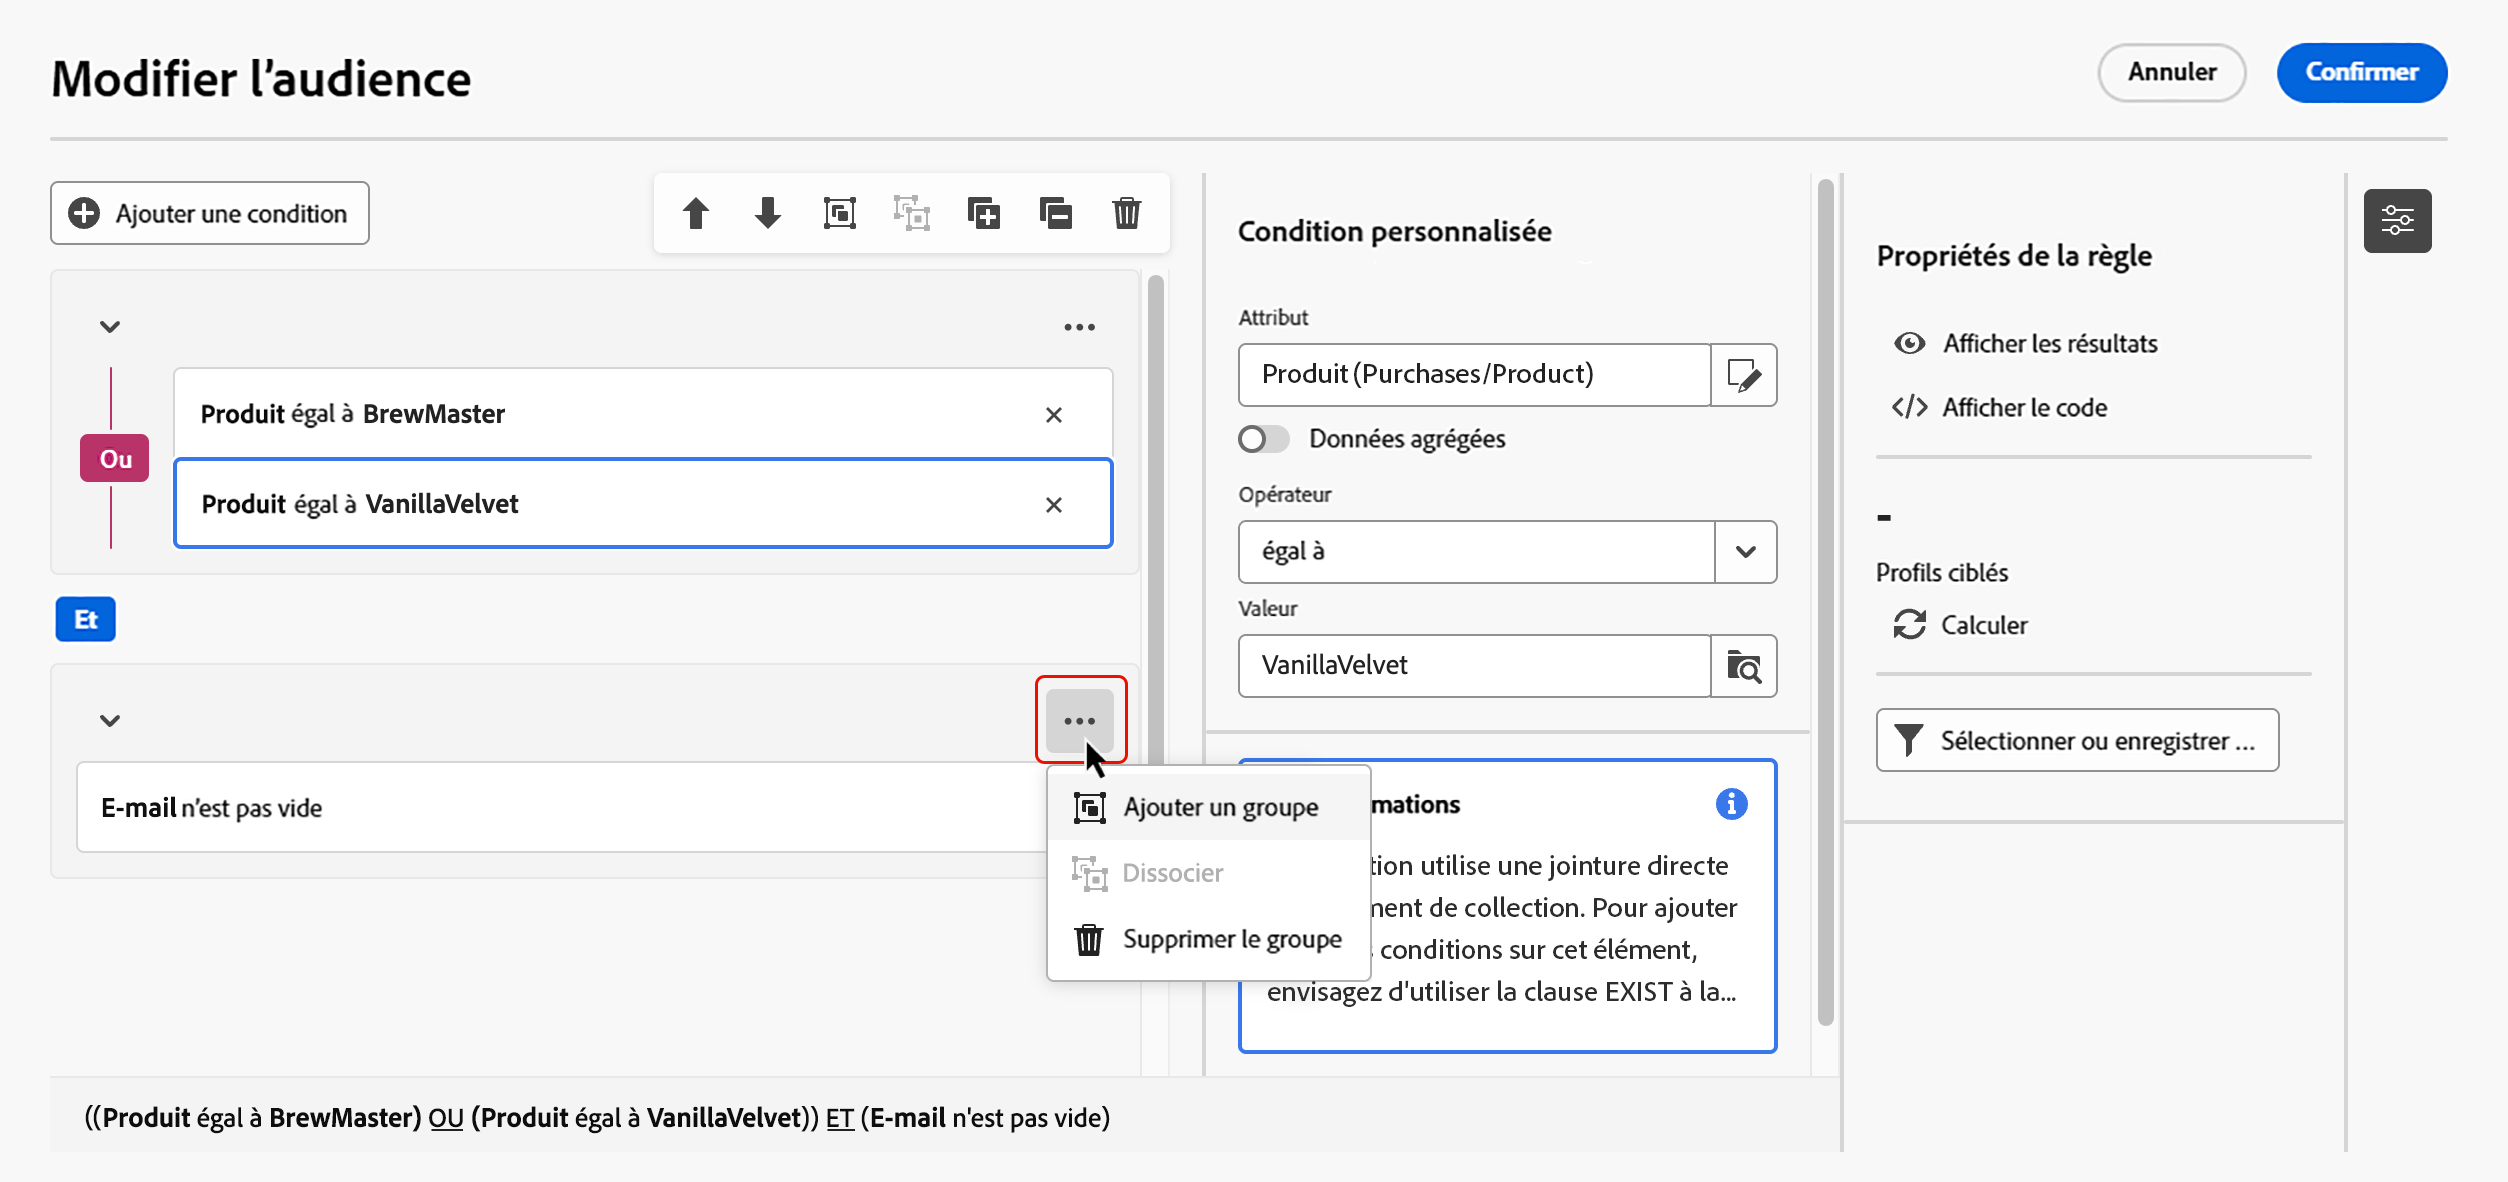 Modifier l'audience
Annuler
Confirmer
Ajouter une condition
Produit égal à BrewMaster
Ou
Produit égal à VanillaVelvet
Et
E-mail n'est pas vide
Ajouter un groupe
Dissocier
Supprimer le groupe
Condition personnalisée
Attribut
Produit (Purchases/Product)
Données agrégées
Opérateur
égal à
Valeur
VanillaVelvet
utilise une jointure directe
de collection. Pour ajouter
conditions sur cet élément,
envisagez d'utiliser la clause EXIST à la...
Propriétés de la règle
Afficher les résultats
Afficher le code
-
Profils ciblés
Calculer
Sélectionner ou enregistrer ...
((Produit égal à BrewMaster) OU (Produit égal à VanillaVelvet)) ET (E-mail n'est pas vide)